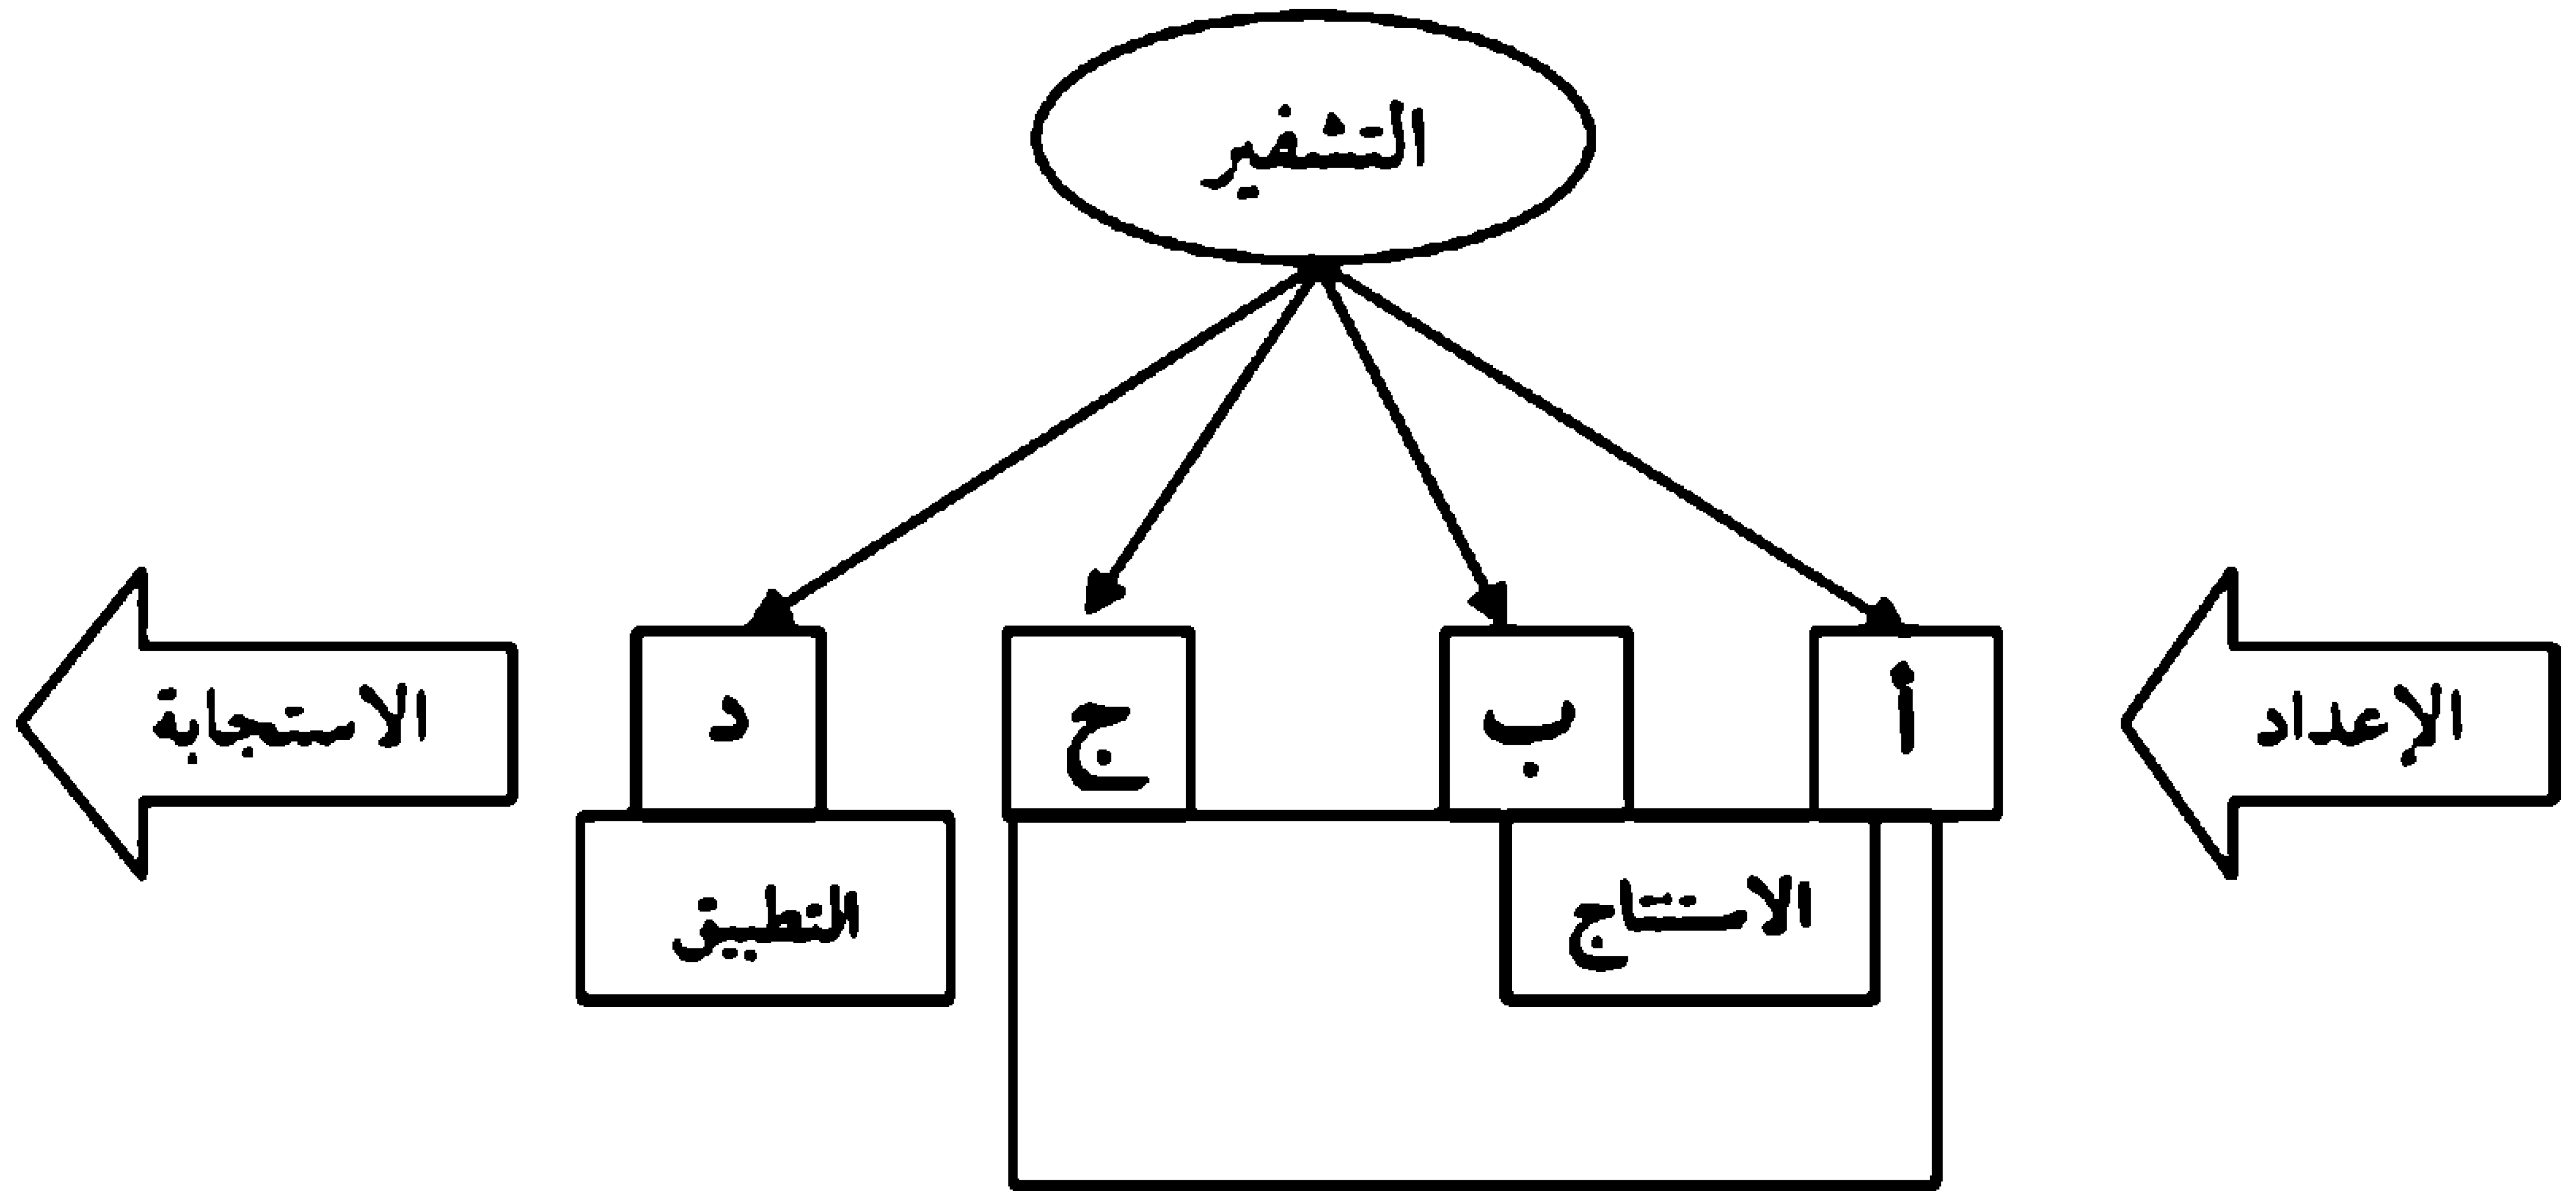 التشفير
الإعداد
أ
ب
ج
د
الاستجابة
الاستنتاج
التطبيق